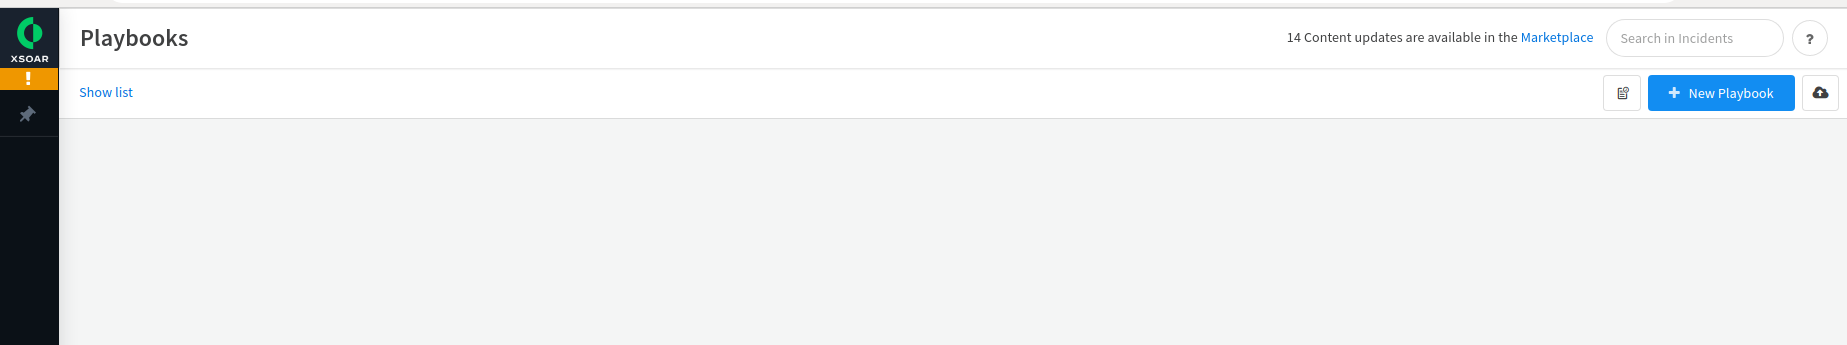 XSOAR
!
Playbooks
14 Content updates are available in the Marketplace
Search in Incidents
?
Show list
+ New Playbook